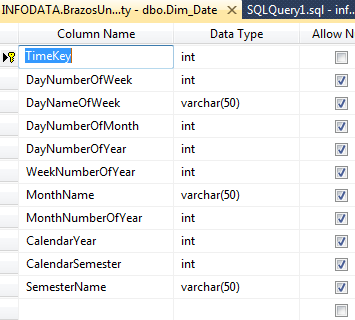 INFODATA.BrazosUn...ty - dbo.Dim_Date SQLQuery1.sql - inf...
Column Name Data Type Allow N
TimeKey int
DayNumberOfWeek int
DayNameOfWeek varchar(50)
DayNumberOfMonth int
DayNumberOfYear int
WeekNumberOfYear int
MonthName varchar(50)
MonthNumberOfYear int
CalendarYear int
CalendarSemester int
SemesterName varchar(50)